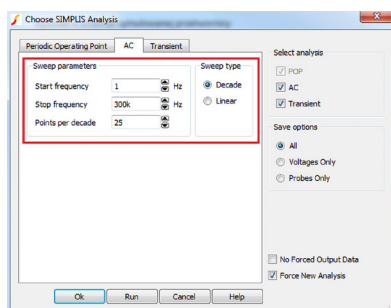 Choose SIMPLIS Analysis
Periodic Operating Point AC Transient
Sweep parameters
Start frequency 1 Hz
Stop frequency 300k Hz
Points per decade 25
Sweep type
Decade
Linear
Select analysis
POP
AC
Transient
Save options
All
Voltages Only
Probes Only
No Forced Output Data
Force New Analysis
Ok Run Cancel Help